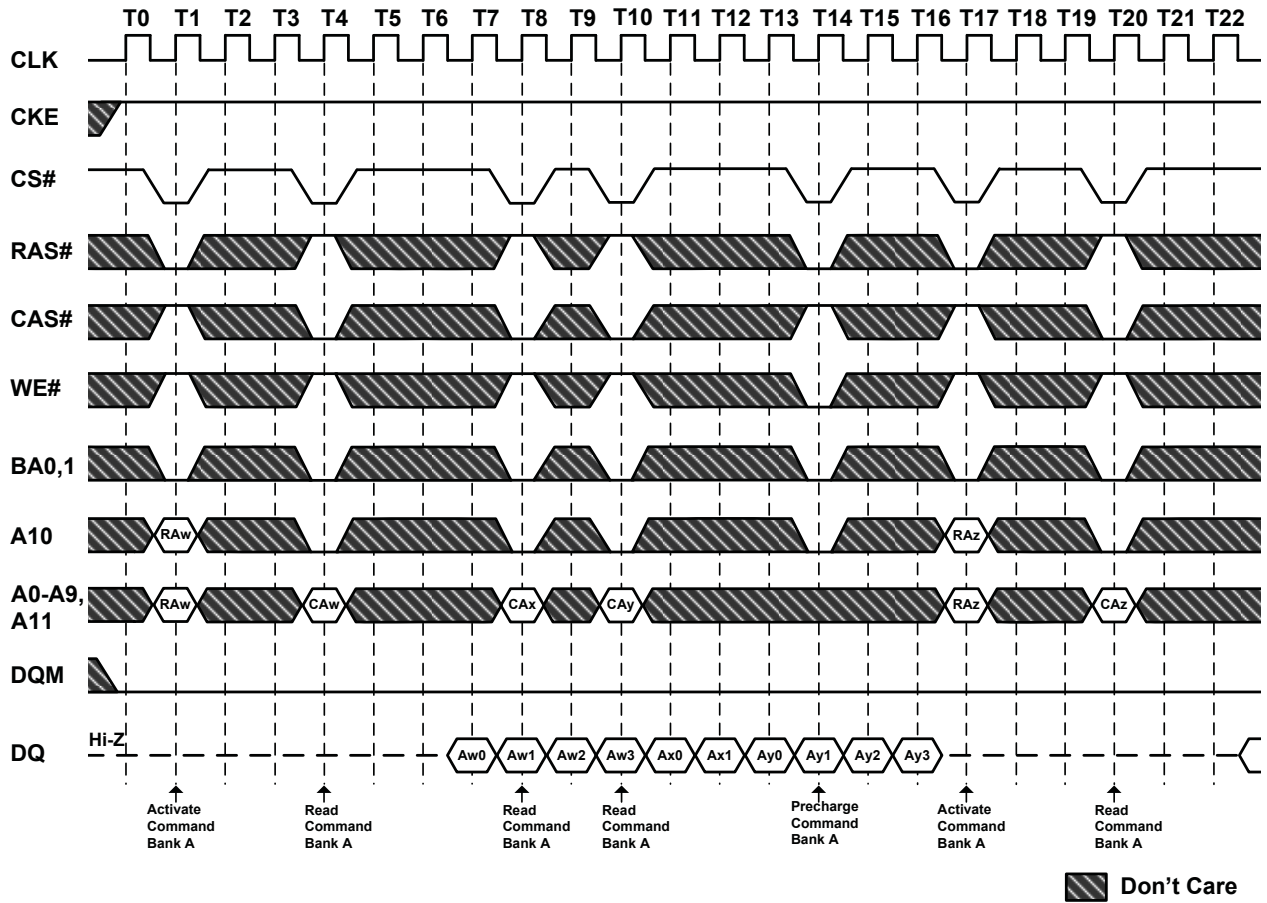 T0 T1 T2 T3 T4 T5 T6 T7 T8 T9 T10 T11 T12 T13 T14 T15 T16 T17 T18 T19 T20 T21 T22
CLK
CKE
CS#
RAS#
CAS#
WE#
BA0,1
A10 RAw RAz
A0-A9,
A11
RAw CAw CAx CAy RAz CAz
DQM
DQ Hi-Z Aw0 Aw1 Aw2 Aw3 Ax0 Ax1 Ay0 Ay1 Ay2 Ay3
Activate
Command
Bank A
Read
Command
Bank A
Read
Command
Bank A
Read
Command
Bank A
Precharge
Command
Bank A
Activate
Command
Bank A
Read
Command
Bank A
Don't Care